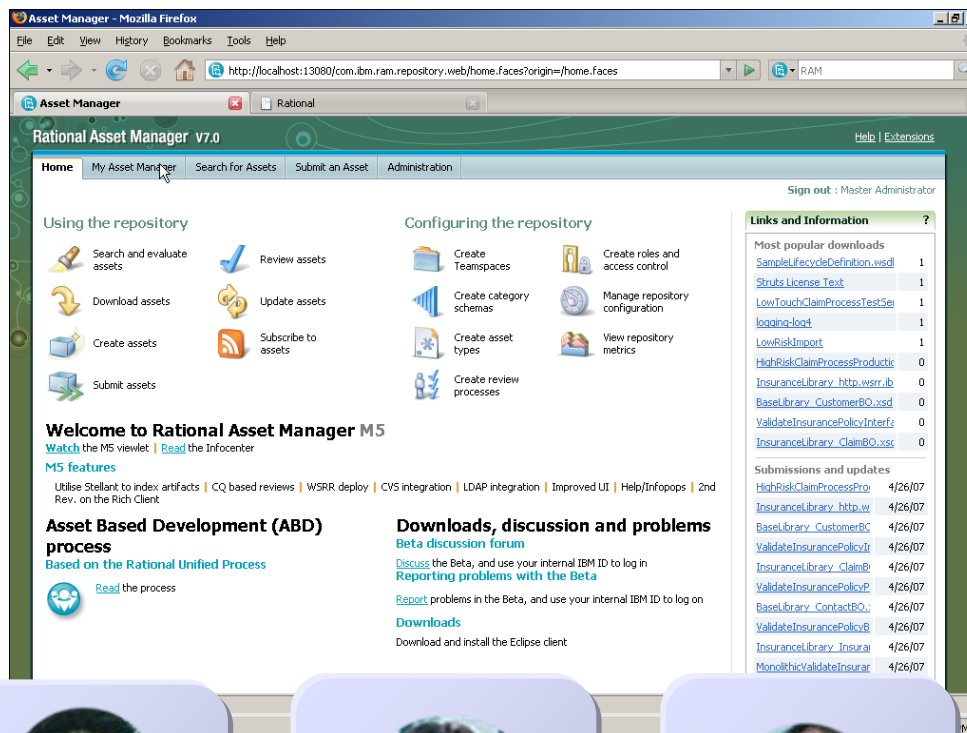 Asset Manager - Mozilla Firefox
File Edit View History Bookmarks Tools Help
http://localhost:13080/com.ibm.ram.repository.web/home.faces?origin=/home.faces
RAM
Asset Manager
Rational
Rational Asset Manager V7.0
Help | Extensions
Home My Asset Manager Search for Assets Submit an Asset Administration
Sign out : Master Administrator
Using the repository
Search and evaluate
assets
Review assets
Download assets
Update assets
Create assets
Subscribe to
assets
Submit assets
Configuring the repository
Create
Teamspaces
Create roles and
access control
Create category
schemas
Manage repository
configuration
Create asset
types
View repository
metrics
Create review
processes
Welcome to Rational Asset Manager M5
Watch the M5 viewlet | Read the Infocenter
M5 features
Utilise Stellant to index artifacts | CQ based reviews | WSRR deploy | CVS integration | LDAP integration | Improved UI | Help/Infopops | 2nd
Rev. on the Rich Client
Asset Based Development (ABD)
process
Based on the Rational Unified Process
Read the process
Downloads, discussion and problems
Beta discussion forum
Discuss the Beta, and use your internal IBM ID to log in
Reporting problems with the Beta
Report problems in the Beta, and use your internal IBM ID to log on
Downloads
Download and install the Eclipse client
Links and Information ?
Most popular downloads
SampleLifecycleDefinition.wsdl 1
Struts License Text 1
LowTouchClaimProcessTestSer 1
logging-log4 1
LowRiskImport 1
HighRiskClaimProcessProductic 0
InsuranceLibrary_http.wsrr.ib 0
BaseLibrary_CustomerBO.xsd 0
ValidateInsurancePolicyInterfa 0
InsuranceLibrary_ClaimBO.xsc 0
Submissions and updates
HighRiskClaimProcessPro 4/26/07
InsuranceLibrary_http.w 4/26/07
BaseLibrary_CustomerBC 4/26/07
ValidateInsurancePolicyIr 4/26/07
InsuranceLibrary_ClaimB 4/26/07
ValidateInsurancePolicyP 4/26/07
BaseLibrary_ContactBO.: 4/26/07
ValidateInsurancePolicyB 4/26/07
InsuranceLibrary_Insurar 4/26/07
MonolithicValidateInsurar 4/26/07